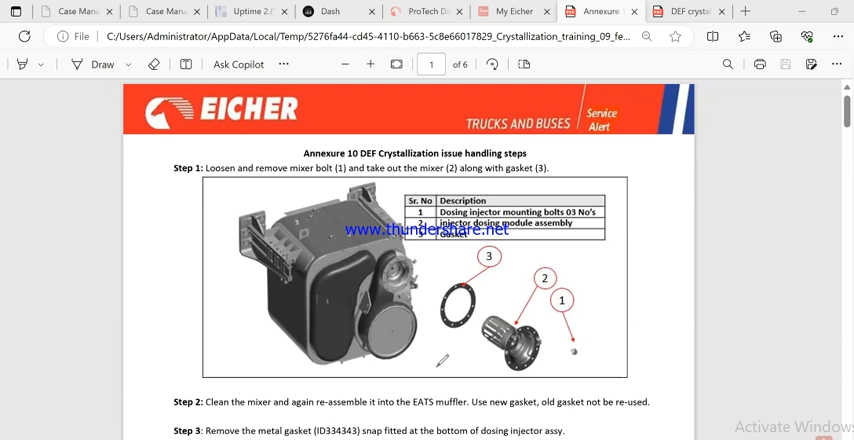 Case Mana
Case Mana
Uptime 2.0
Dash
ProTech Da
My Eicher
Annexure 1
DEF crystal
File
C:/Users/Administrator/AppData/Local/Temp/5276fa44-cd45-4110-b663-5c8e66017829_Crystallization_training_09_fe...
Draw
Ask Copilot
1
of 6
EICHER
TRUCKS AND BUSES
Service
Alert
Annexure 10 DEF Crystallization issue handling steps
Step 1: Loosen and remove mixer bolt (1) and take out the mixer (2) along with gasket (3).
Sr. No Description
1 Dosing injector mounting bolts 03 No's
2 injector dosing module assembly
Gasket
www.thundershare.net
3
2
1
Step 2: Clean the mixer and again re-assemble it into the EATS muffler. Use new gasket, old gasket not be re-used.
Step 3: Remove the metal gasket (ID334343) snap fitted at the bottom of dosing injector assy.
Activate Windows